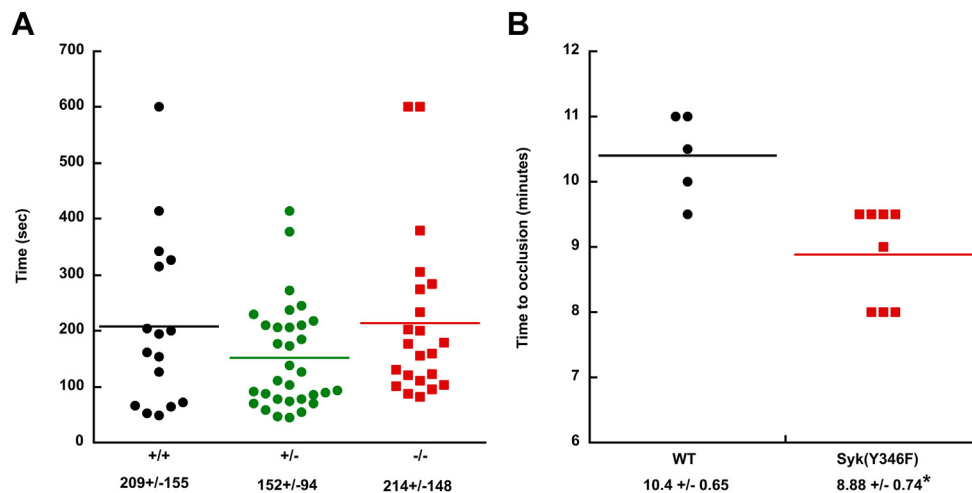 A
B
700
600
500
400
300
200
100
0
Time (sec)
+/+
+/-
-/-
209+/-155
152+/-94
214+/-148
12
11
10
9
8
7
6
Time to occlusion (minutes)
WT
Syk(Y346F)
10.4 +/- 0.65
8.88 +/- 0.74*